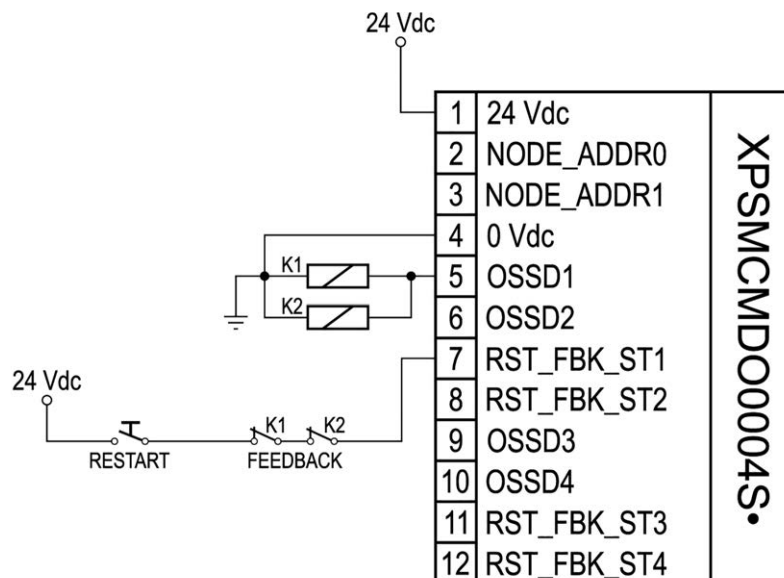 24 Vdc
1 24 Vdc
2 NODE_ADDR0
3 NODE_ADDR1
4 0 Vdc
K1
5 OSSD1
K2
6 OSSD2
7 RST_FBK_ST1
24 Vdc
8 RST_FBK_ST2
K1 K2
9 OSSD3
RESTART FEEDBACK
10 OSSD4
11 RST_FBK_ST3
12 RST_FBK_ST4
XPSMCMDO0004S•